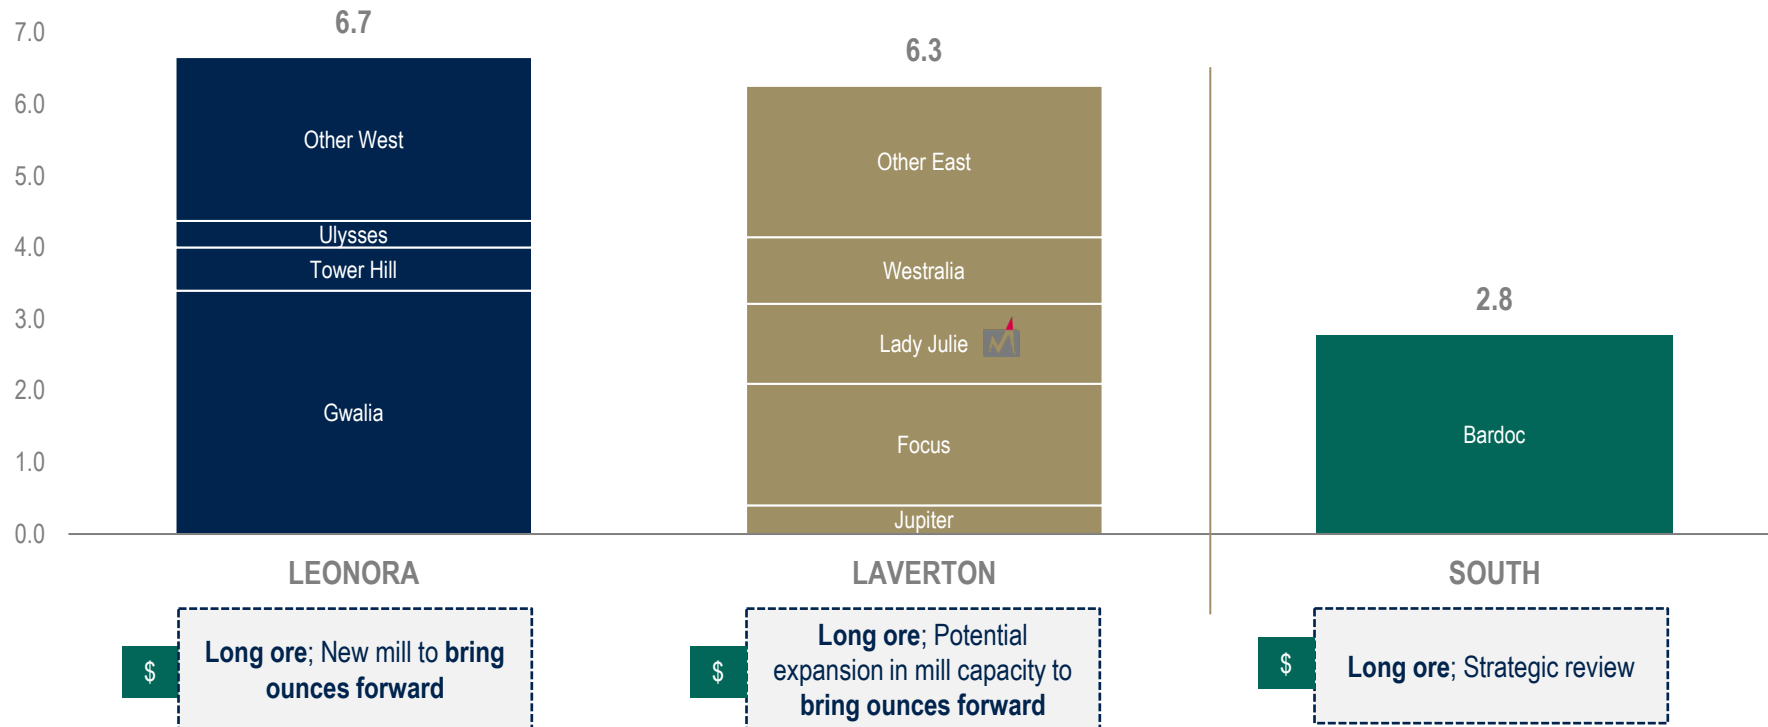 7.0
6.0
5.0
4.0
3.0
2.0
1.0
0.0
6.7
Other West
Ulysses
Tower Hill
Gwalia
LEONORA
$
Long ore; New mill to bring
ounces forward
6.3
Other East
Westralia
Lady Julie
Focus
Jupiter
LAVERTON
$
Long ore; Potential
expansion in mill capacity to
bring ounces forward
2.8
Bardoc
SOUTH
$
Long ore; Strategic review